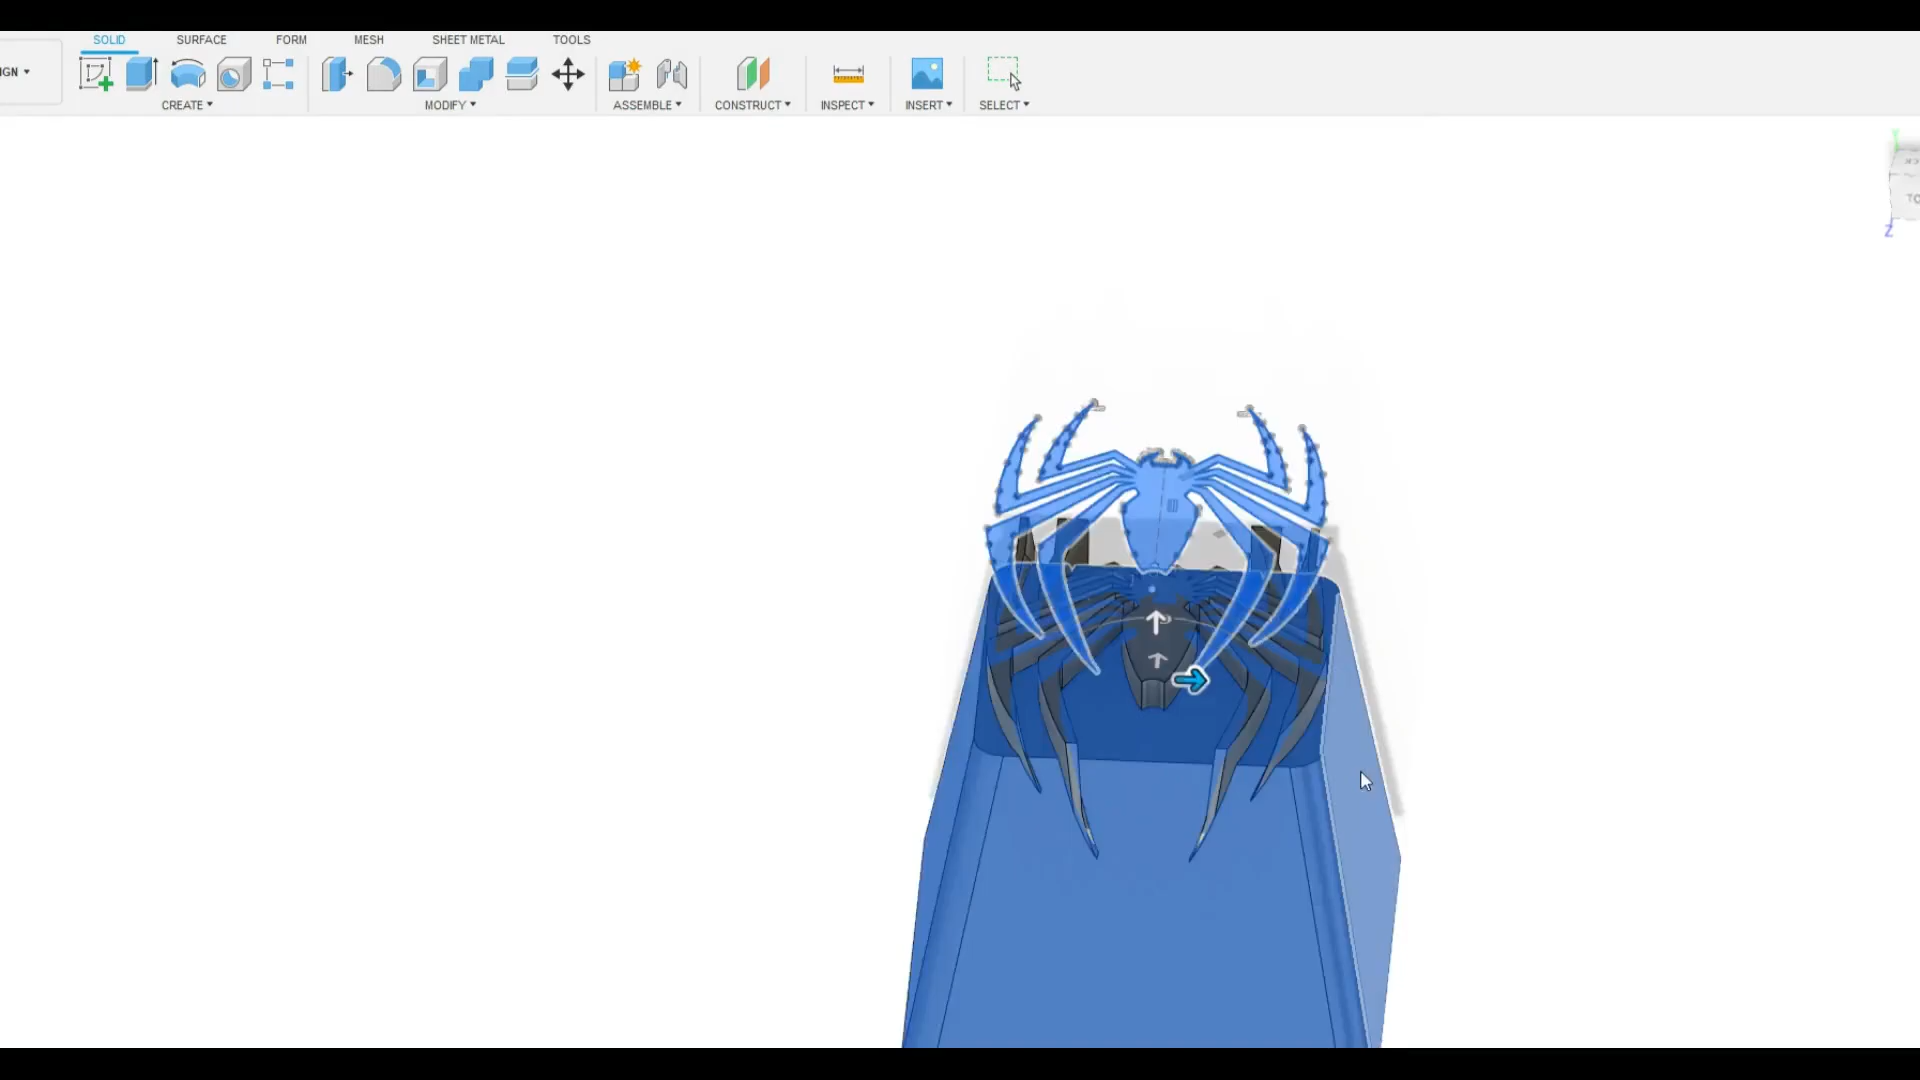 SOLID SURFACE FORM MESH SHEET METAL TOOLS
IGN
CREATE MODIFY ASSEMBLE CONSTRUCT INSPECT INSERT SELECT
Z